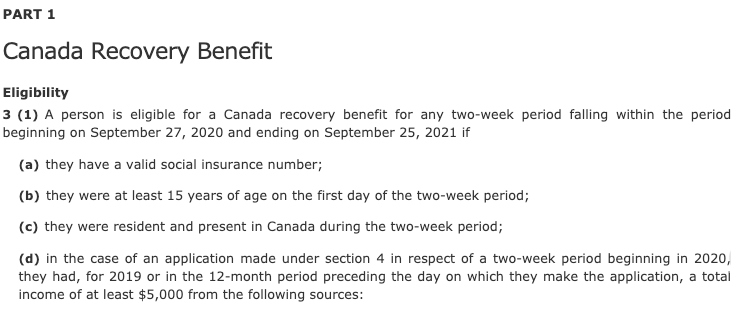 PART 1
Canada Recovery Benefit
Eligibility
3 (1) A person is eligible for a Canada recovery benefit for any two-week period falling within the period
beginning on September 27, 2020 and ending on September 25, 2021 if
(a) they have a valid social insurance number;
(b) they were at least 15 years of age on the first day of the two-week period;
(c) they were resident and present in Canada during the two-week period;
(d) in the case of an application made under section 4 in respect of a two-week period beginning in 2020,
they had, for 2019 or in the 12-month period preceding the day on which they make the application, a total
income of at least $5,000 from the following sources: